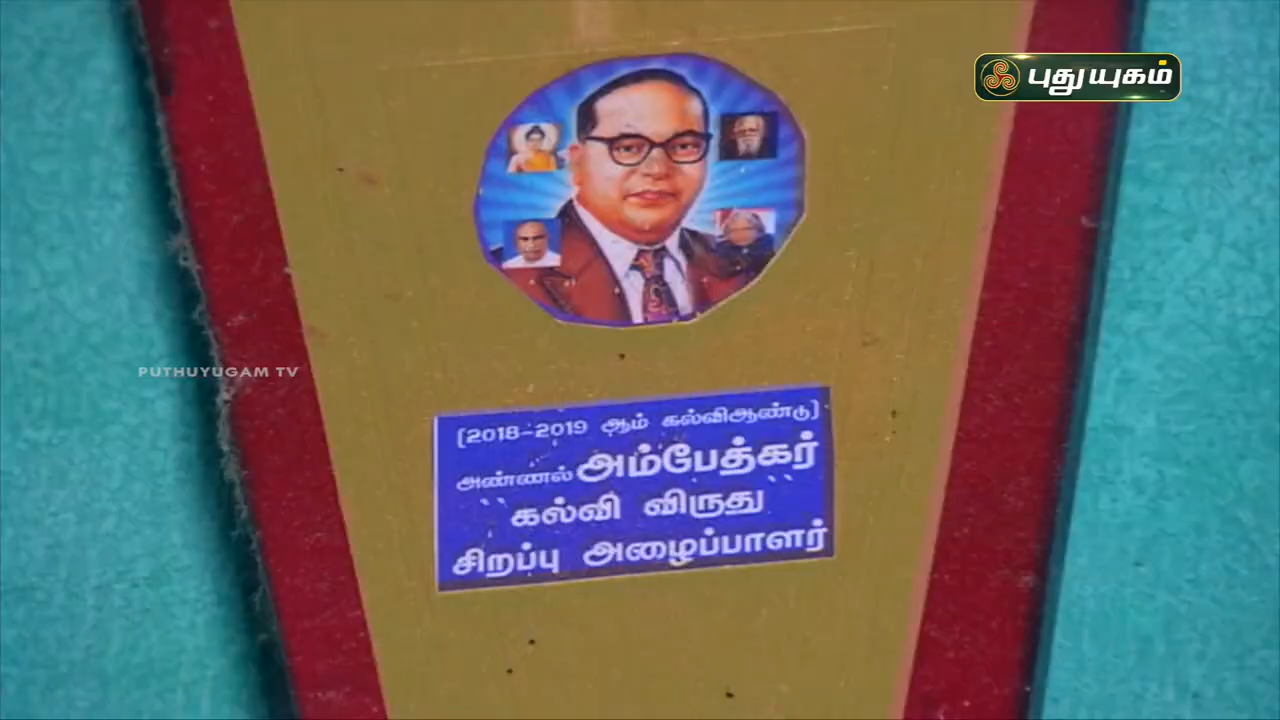 புதுயுகம்
PUTHUYUGAM TV
(2018-2019 ஆம் கல்விஆண்டு)
அண்ணல் அம்பேத்கர்
``கல்வி விருது``
சிறப்பு அழைப்பாளர்